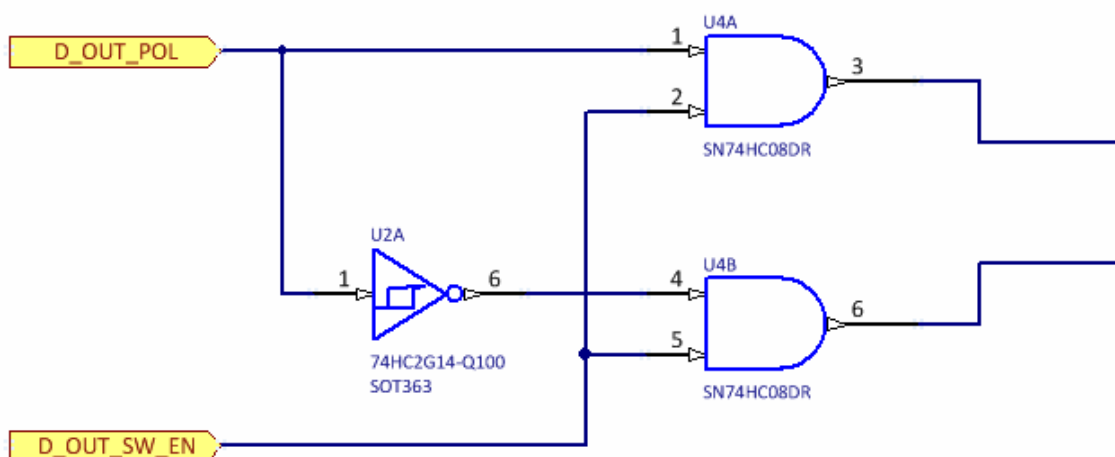 U4A
D_OUT_POL
1
3
2
SN74HC08DR
U2A
1
6
U4B
4
6
5
74HC2G14-Q100
SOT363
SN74HC08DR
D_OUT_SW_EN